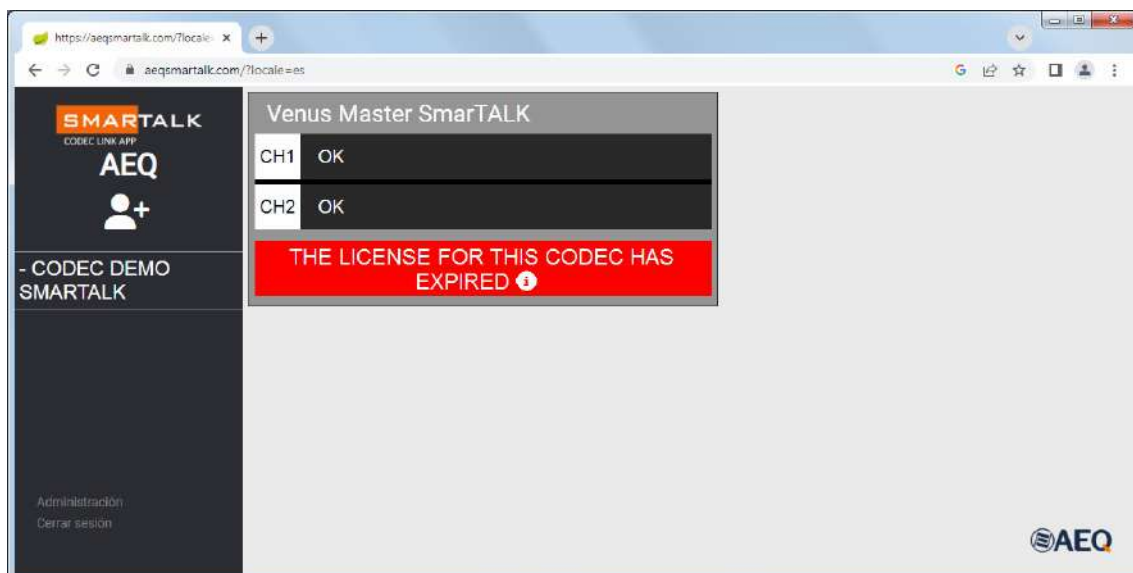 https://aeqsmartalk.com/?locale=
aeqsmartalk.com/?locale=es
SMARTALK
CODEC LINK APP
AEQ
- CODEC DEMO
SMARTALK
Administración
Cerrar sesión
Venus Master SmarTALK
CH1 OK
CH2 OK
THE LICENSE FOR THIS CODEC HAS
EXPIRED
AEQ